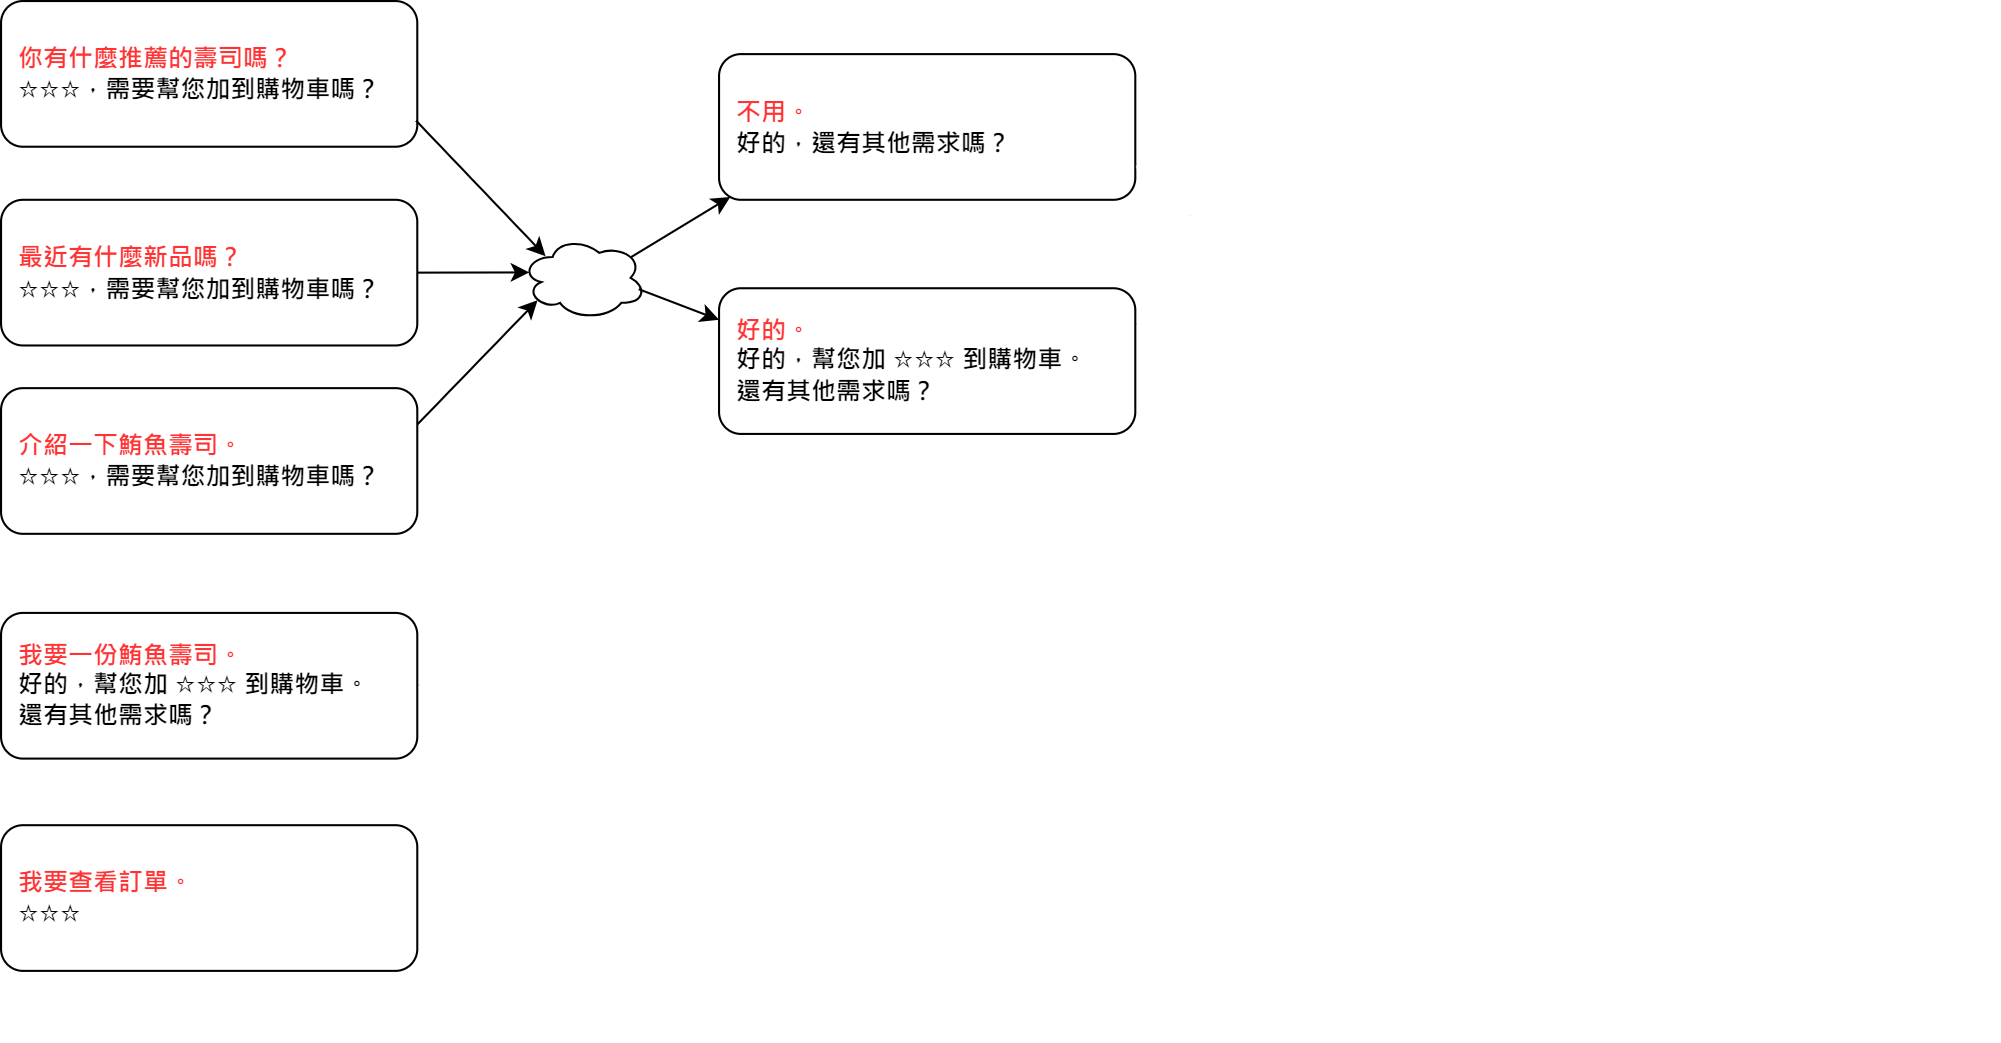 你有什麼推薦的壽司嗎？
☆☆☆，需要幫您加到購物車嗎？
最近有什麼新品嗎？
☆☆☆，需要幫您加到購物車嗎？
介紹一下鮪魚壽司。
☆☆☆，需要幫您加到購物車嗎？
不用。
好的，還有其他需求嗎？
好的。
好的，幫您加 ☆☆☆ 到購物車。
還有其他需求嗎？
我要一份鮪魚壽司。
好的，幫您加 ☆☆☆ 到購物車。
還有其他需求嗎？
我要查看訂單。
☆☆☆